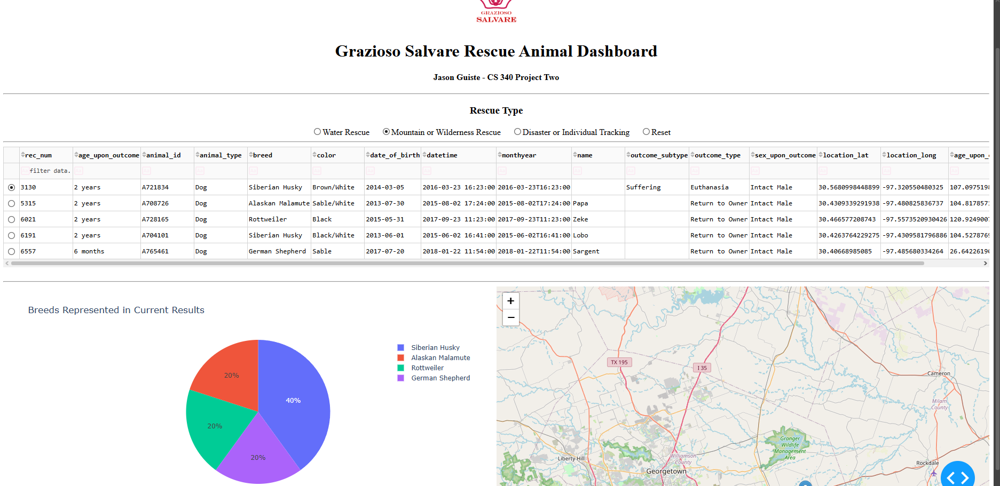 GRAZIOSO
SALVARE
Grazioso Salvare Rescue Animal Dashboard
Jason Guiste - CS 340 Project Two
Rescue Type
Water Rescue Mountain or Wilderness Rescue Disaster or Individual Tracking Reset
rec_num age_upon_outcome animal_id animal_type breed color date_of_birth datetime monthyear name outcome_subtype outcome_type sex_upon_outcome location_lat location_long age_upon_
filter data.
3130 2 years A721834 Dog Siberian Husky Brown/White 2014-03-05 2016-03-23 16:23:00 2016-03-23T16:23:00 Suffering Euthanasia Intact Male 30.5680998448899 -97.320550480325 107.0975198
5315 2 years A708726 Dog Alaskan Malamute Sable/White 2013-07-30 2015-08-02 17:24:00 2015-08-02T17:24:00 Papa Return to Owner Intact Male 30.4309339291938 -97.480825836737 104.8178571
6021 2 years A728165 Dog Rottweiler Black 2015-05-31 2017-09-23 11:23:00 2017-09-23T11:23:00 Zeke Return to Owner Intact Male 30.466577208743 -97.5573520930426 120.9249007
6191 2 years A704101 Dog Siberian Husky Black/White 2013-06-01 2015-06-02 16:41:00 2015-06-02T16:41:00 Lobo Return to Owner Intact Male 30.4263764229275 -97.4309581796886 104.5278769
6557 6 months A765461 Dog German Shepherd Sable 2017-07-20 2018-01-22 11:54:00 2018-01-22T11:54:00 Sargent Return to Owner Intact Male 30.40668985085 -97.485680334264 26.6422619
Breeds Represented in Current Results
Siberian Husky
Alaskan Malamute
Rottweiler
German Shepherd
20%
40%
20%
20%
+
−
TX 195
I 35
Cameron
Milam
County
Granger
Wildlife
Management
Area
Liberty Hill
Williamson
County
Georgetown
Rockdale